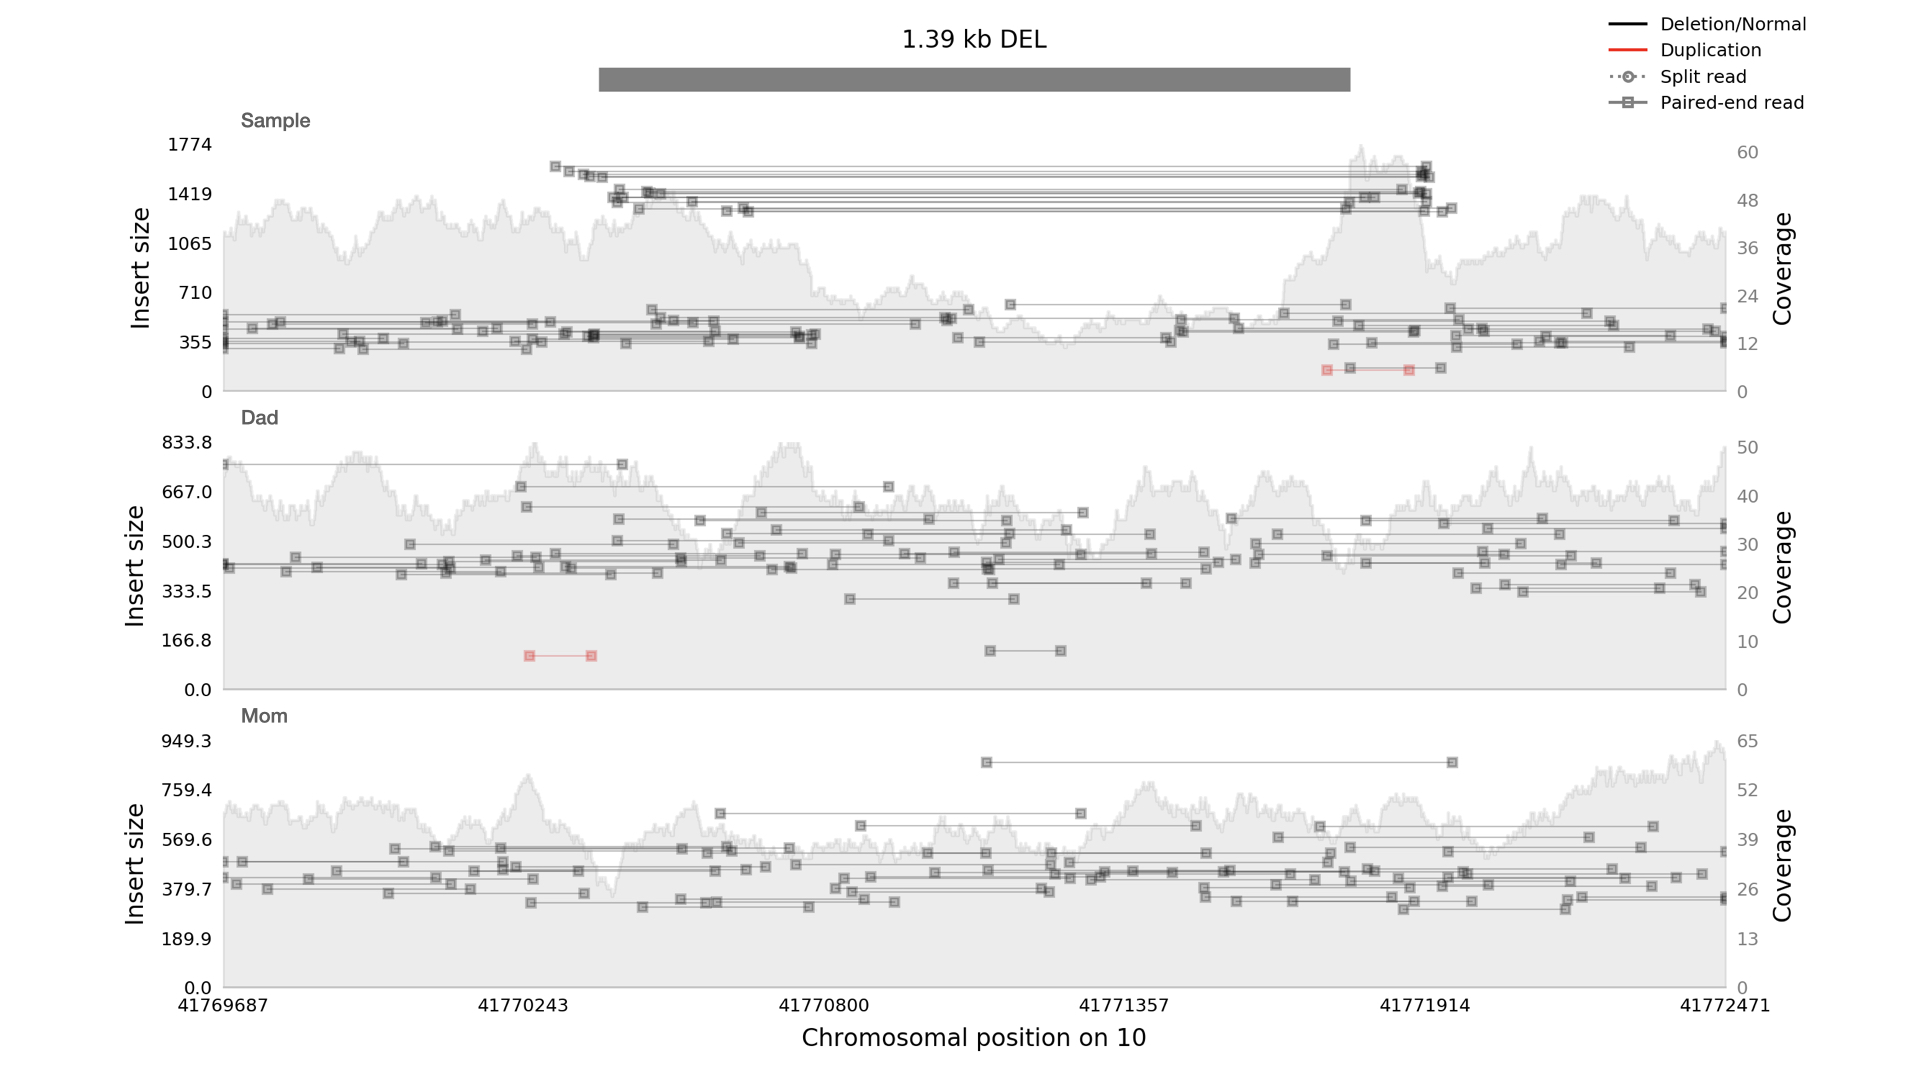 1.39 kb DEL
Deletion/Normal
Duplication
Split read
Paired-end read
Sample
1774
1419
1065
710
355
0
Insert size
60
48
36
24
12
0
Coverage
Dad
833.8
667.0
500.3
333.5
166.8
0.0
Insert size
50
40
30
20
10
0
Coverage
Mom
949.3
759.4
569.6
379.7
189.9
0.0
Insert size
65
52
39
26
13
0
Coverage
41769687 41770243 41770800 41771357 41771914 41772471
Chromosomal position on 10